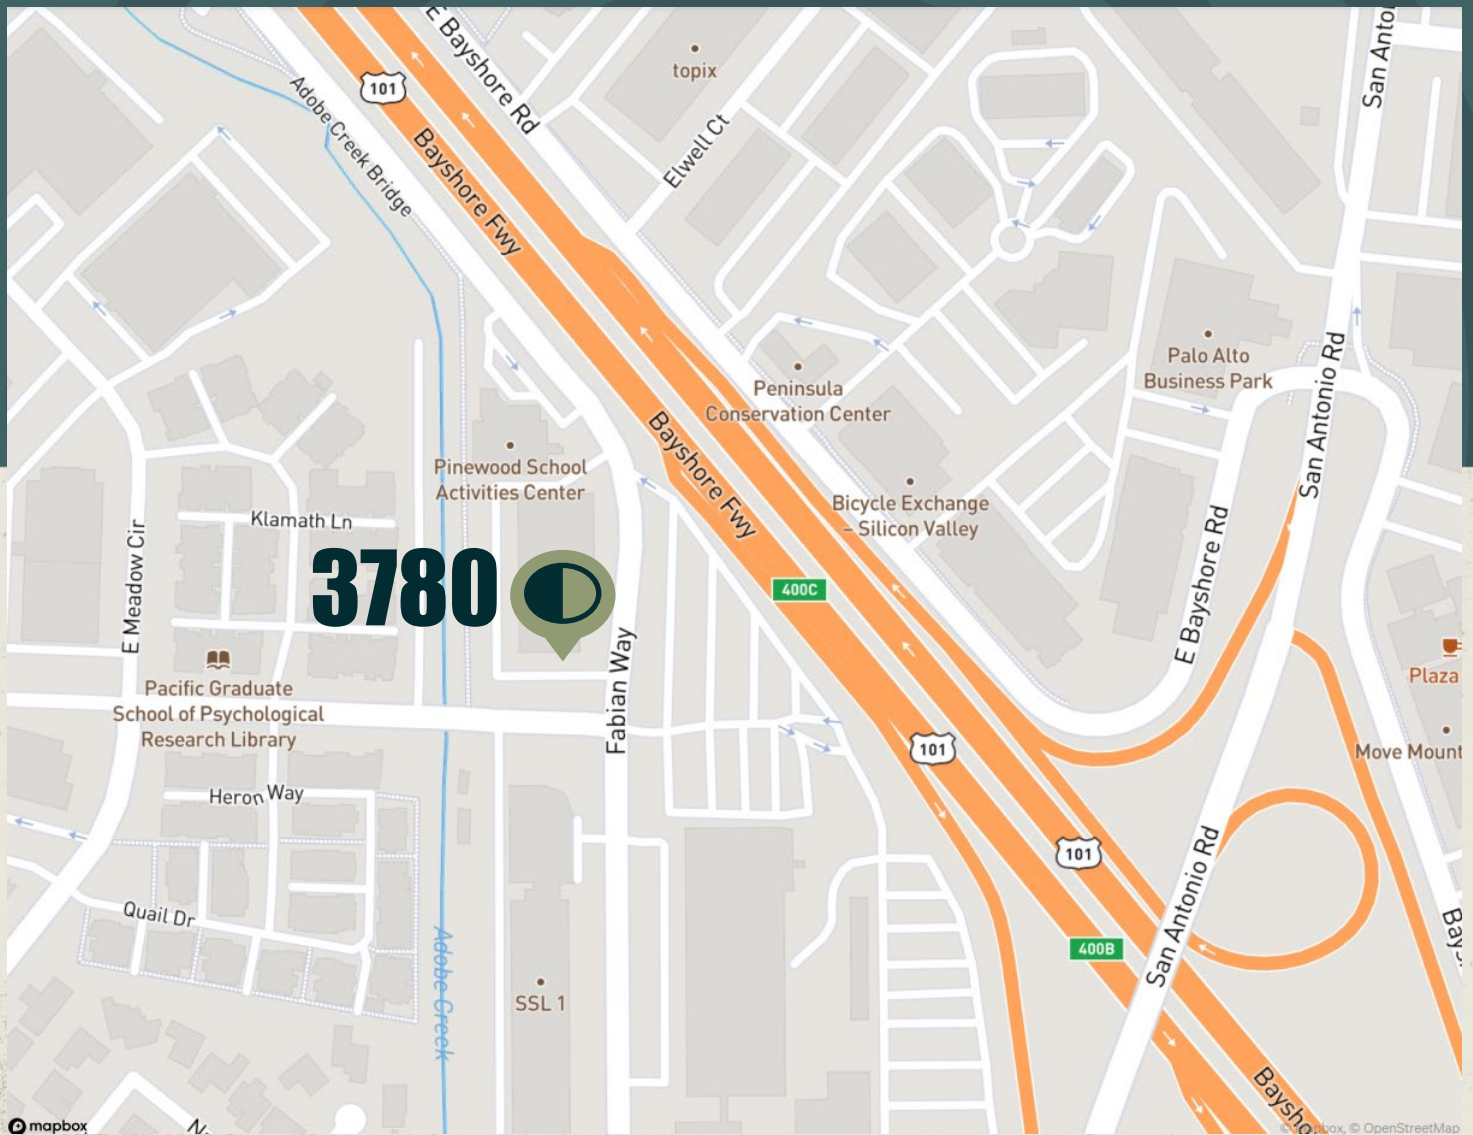 E Bayshore Rd
San Anto
topix
101
Adobe Creek Bridge
Elwell Ct
Bayshore Fwy
Palo Alto
Business Park
San Antonio Rd
Peninsula
Conservation Center
Bayshore Fwy
Pinewood School
Activities Center
Bicycle Exchange
– Silicon Valley
Klamath Ln
E Meadow Cir
3780
400C
E Bayshore Rd
Fabian Way
Pacific Graduate
School of Psychological
Research Library
Plaza
101
Move Mount
Heron Way
101
San Antonio Rd
Quail Dr
400B
Adobe Creek
SSL 1
Baysho
mapbox
© Mapbox, © OpenStreetMap